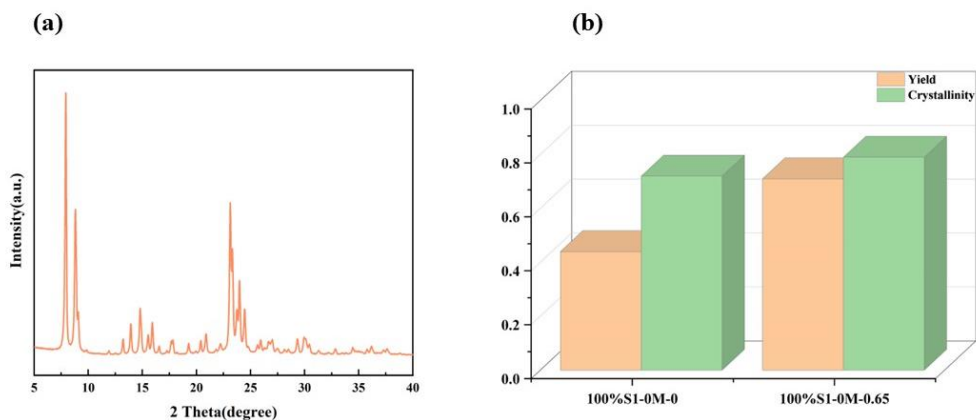 (a)
Intensity(a.u.)
5 10 15 20 25 30 35 40
2 Theta(degree)
(b)
Yield
Crystallinity
1.0
0.8
0.6
0.4
0.2
0.0
100%S1-0M-0 100%S1-0M-0.65